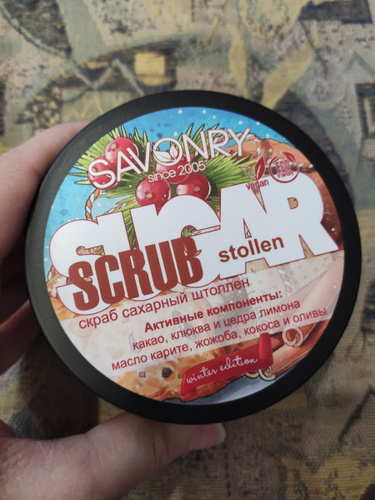 SAVONRY
since 2005
vegan
SUGAR
SCRUB
stollen
скраб сахарный штоллен
Активные компоненты:
какао, клюква и цедра лимона
масло карите, жожоба, кокоса и оливы
winter edition